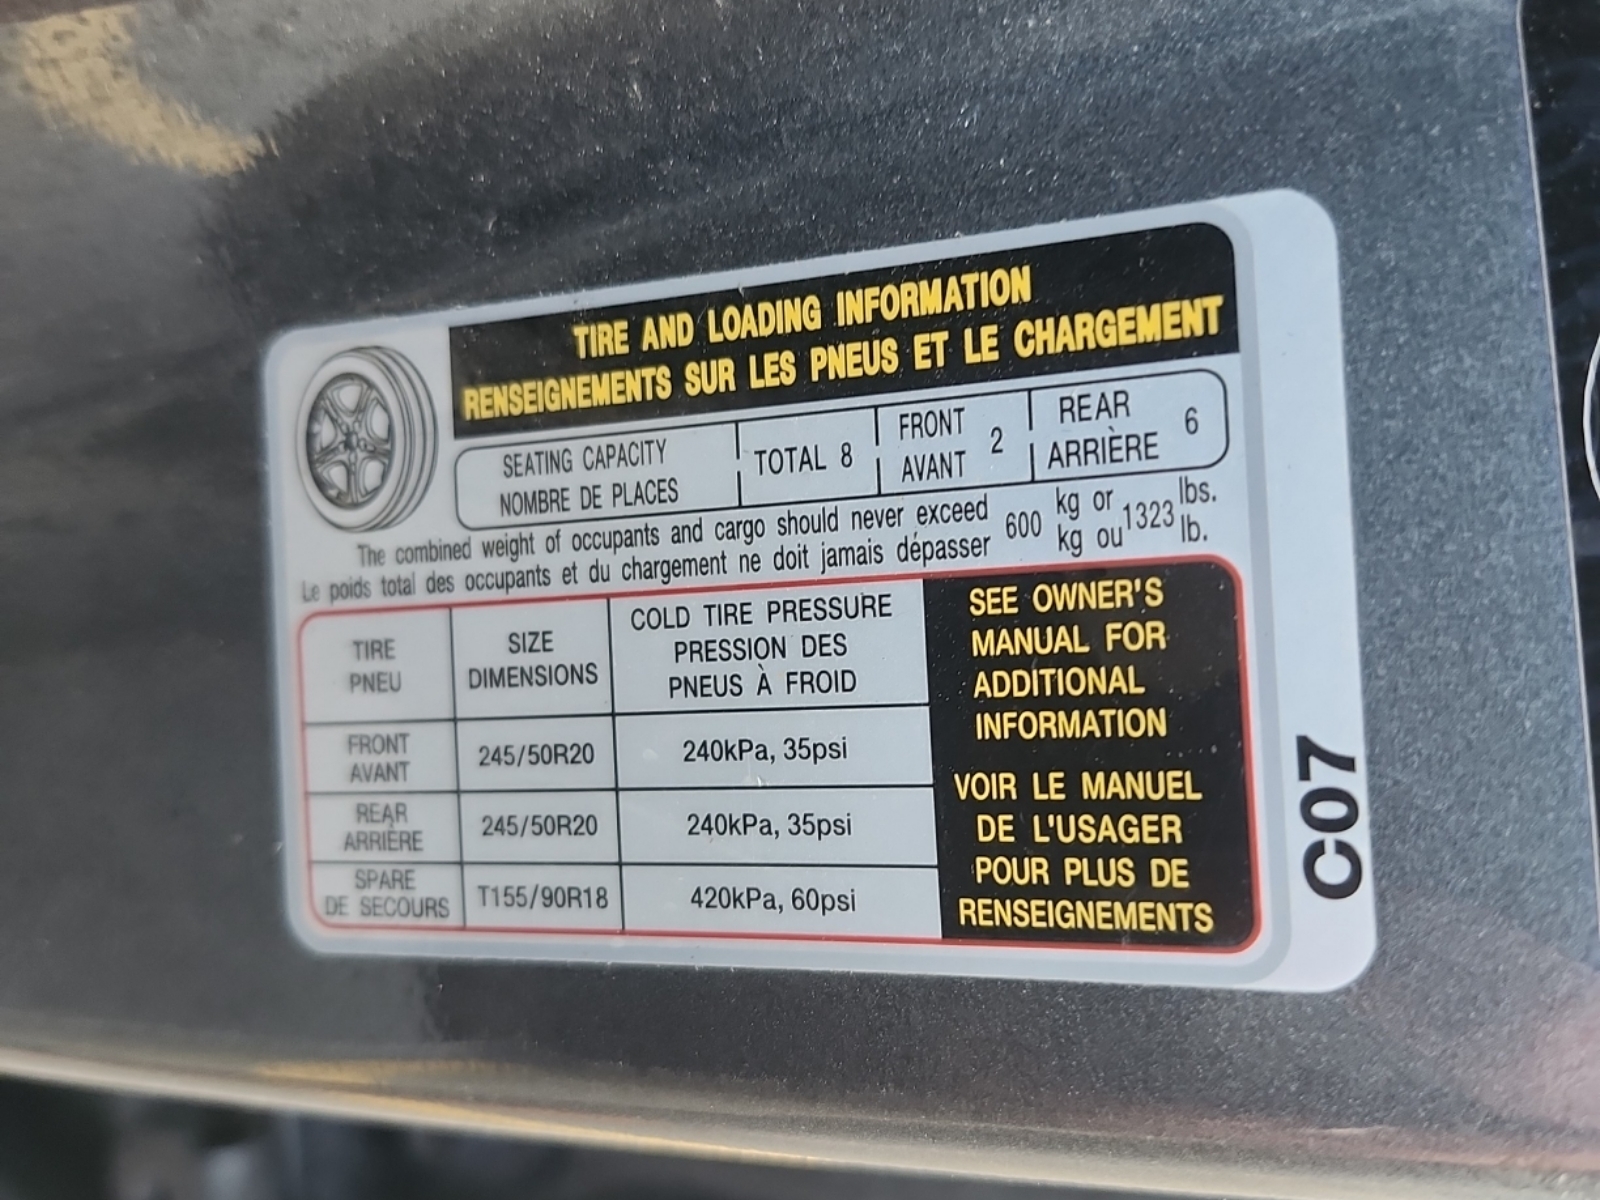 TIRE AND LOADING INFORMATION
RENSEIGNEMENTS SUR LES PNEUS ET LE CHARGEMENT
SEATING CAPACITY
NOMBRE DE PLACES
TOTAL 8
FRONT
AVANT
2
REAR
ARRIÈRE
6
The combined weight of occupants and cargo should never exceed
Le poids total des occupants et du chargement ne doit jamais dépasser
600
kg or
kg ou
1323
lbs.
lb.
TIRE
PNEU
SIZE
DIMENSIONS
COLD TIRE PRESSURE
PRESSION DES
PNEUS À FROID
FRONT
AVANT
245/50R20
240kPa, 35psi
REAR
ARRIÈRE
245/50R20
240kPa, 35psi
SPARE
DE SECOURS
T155/90R18
420kPa, 60psi
SEE OWNER'S
MANUAL FOR
ADDITIONAL
INFORMATION
VOIR LE MANUEL
DE L'USAGER
POUR PLUS DE
RENSEIGNEMENTS
C07